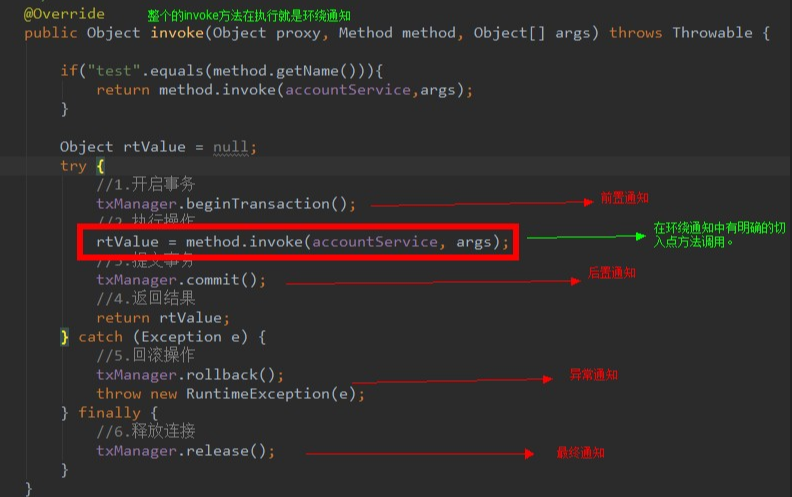 @Override 整个的invoke方法在执行就是环绕通知
public Object invoke(Object proxy, Method method, Object[] args) throws Throwable {
if("test".equals(method.getName())){
return method.invoke(accountService,args);
}
Object rtValue = null;
try {
//1.开启事务
txManager.beginTransaction(); 前置通知
//2.执行操作
rtValue = method.invoke(accountService, args); 在环绕通知中有明确的切
入点方法调用。
//3.提交事务
txManager.commit(); 后置通知
//4.返回结果
return rtValue;
} catch (Exception e) {
//5.回滚操作
txManager.rollback(); 异常通知
throw new RuntimeException(e);
} finally {
//6.释放连接
txManager.release(); 最终通知
}
}